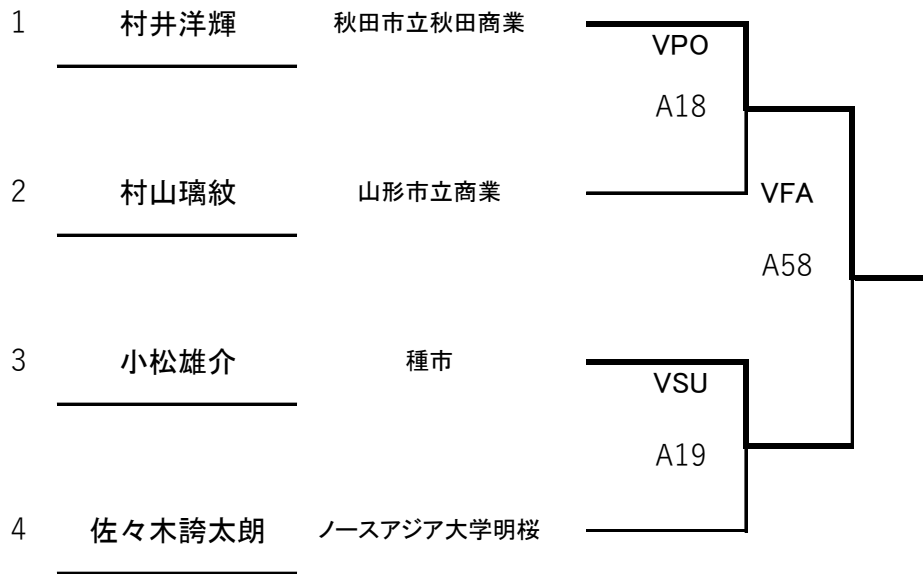 1 村井洋輝 秋田市立秋田商業
VPO
A18
2 村山璃紋 山形市立商業
VFA
A58
3 小松雄介 種市
VSU
A19
4 佐々木誇太朗 ノースアジア大学明桜